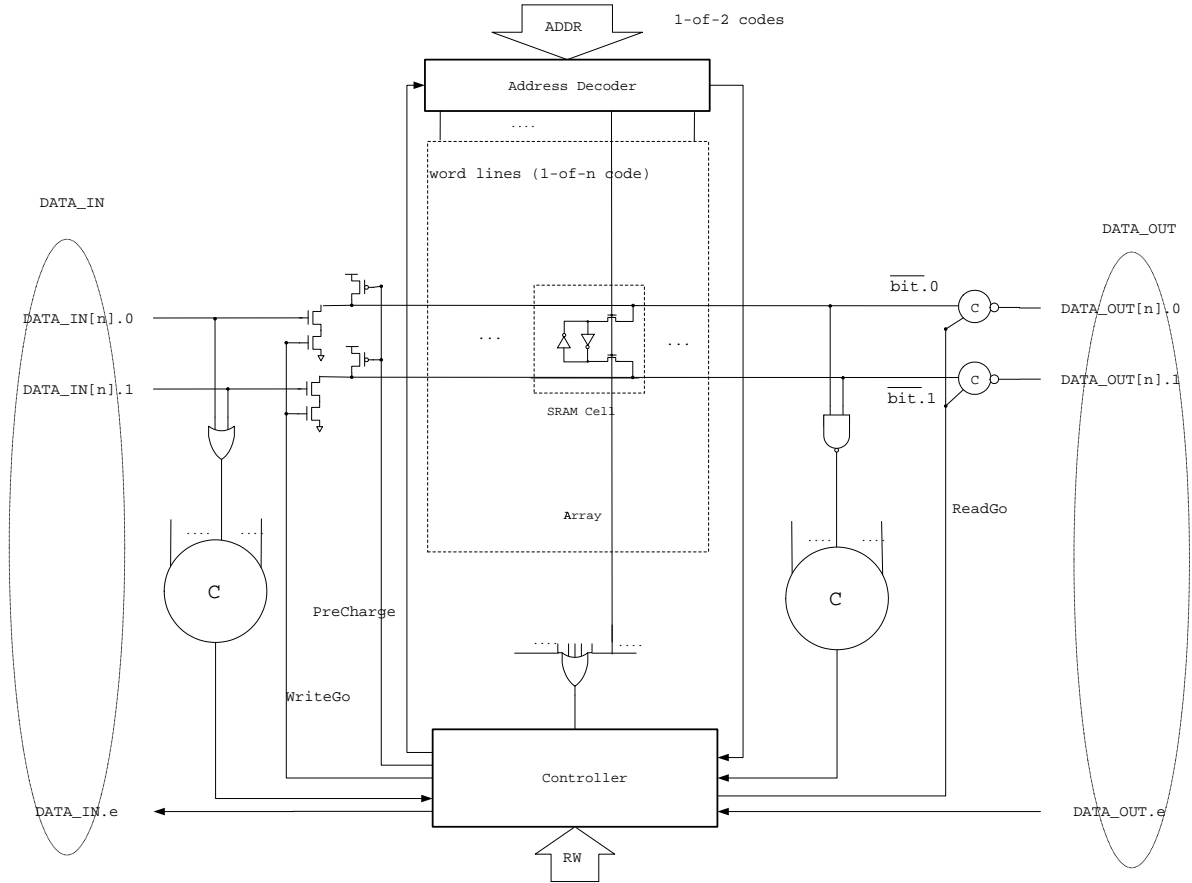 ADDR
1-of-2 codes
Address Decoder
....
word lines (1-of-n code)
DATA_IN
DATA_OUT
bit.0
DATA_IN[n].0
DATA_OUT[n].0
C
...
...
DATA_IN[n].1
DATA_OUT[n].1
C
bit.1
SRAM Cell
ReadGo
Array
.... ....
.... ....
C
C
PreCharge
.... ....
WriteGo
Controller
DATA_IN.e
DATA_OUT.e
RW